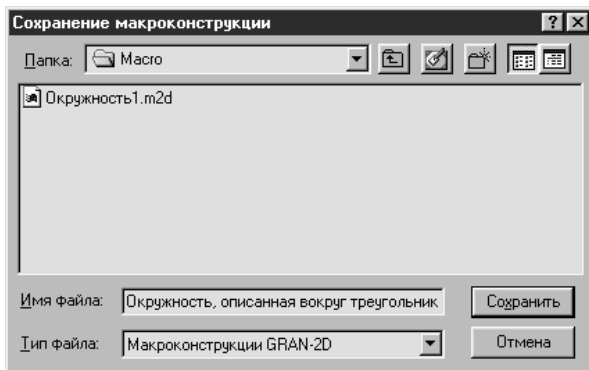 Сохранение макроконструкции
Папка: Macro
Окружность1.m2d
Имя файла: Окружность, описанная вокруг треугольник Сохранить
Тип файла: Макроконструкции GRAN-2D Отмена